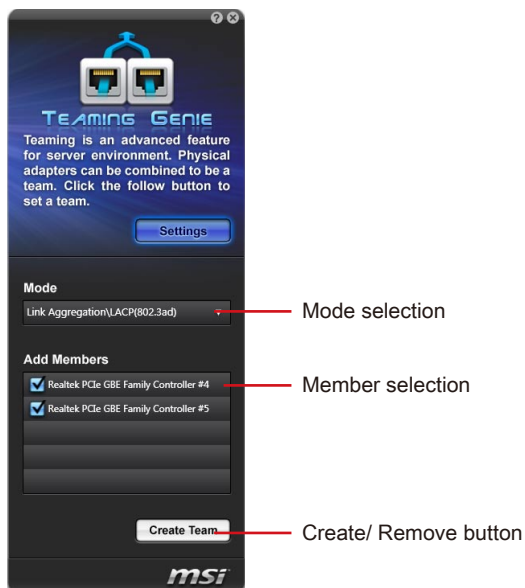 TEAMING GENIE
Teaming is an advanced feature
for server environment. Physical
adapters can be combined to be a
team. Click the follow button to
set a team.
Settings
Mode
Link Aggregation\LACP(802.3ad)
Mode selection
Add Members
Realtek PCIe GBE Family Controller #4
Member selection
Realtek PCIe GBE Family Controller #5
Create Team
Create/ Remove button
msi